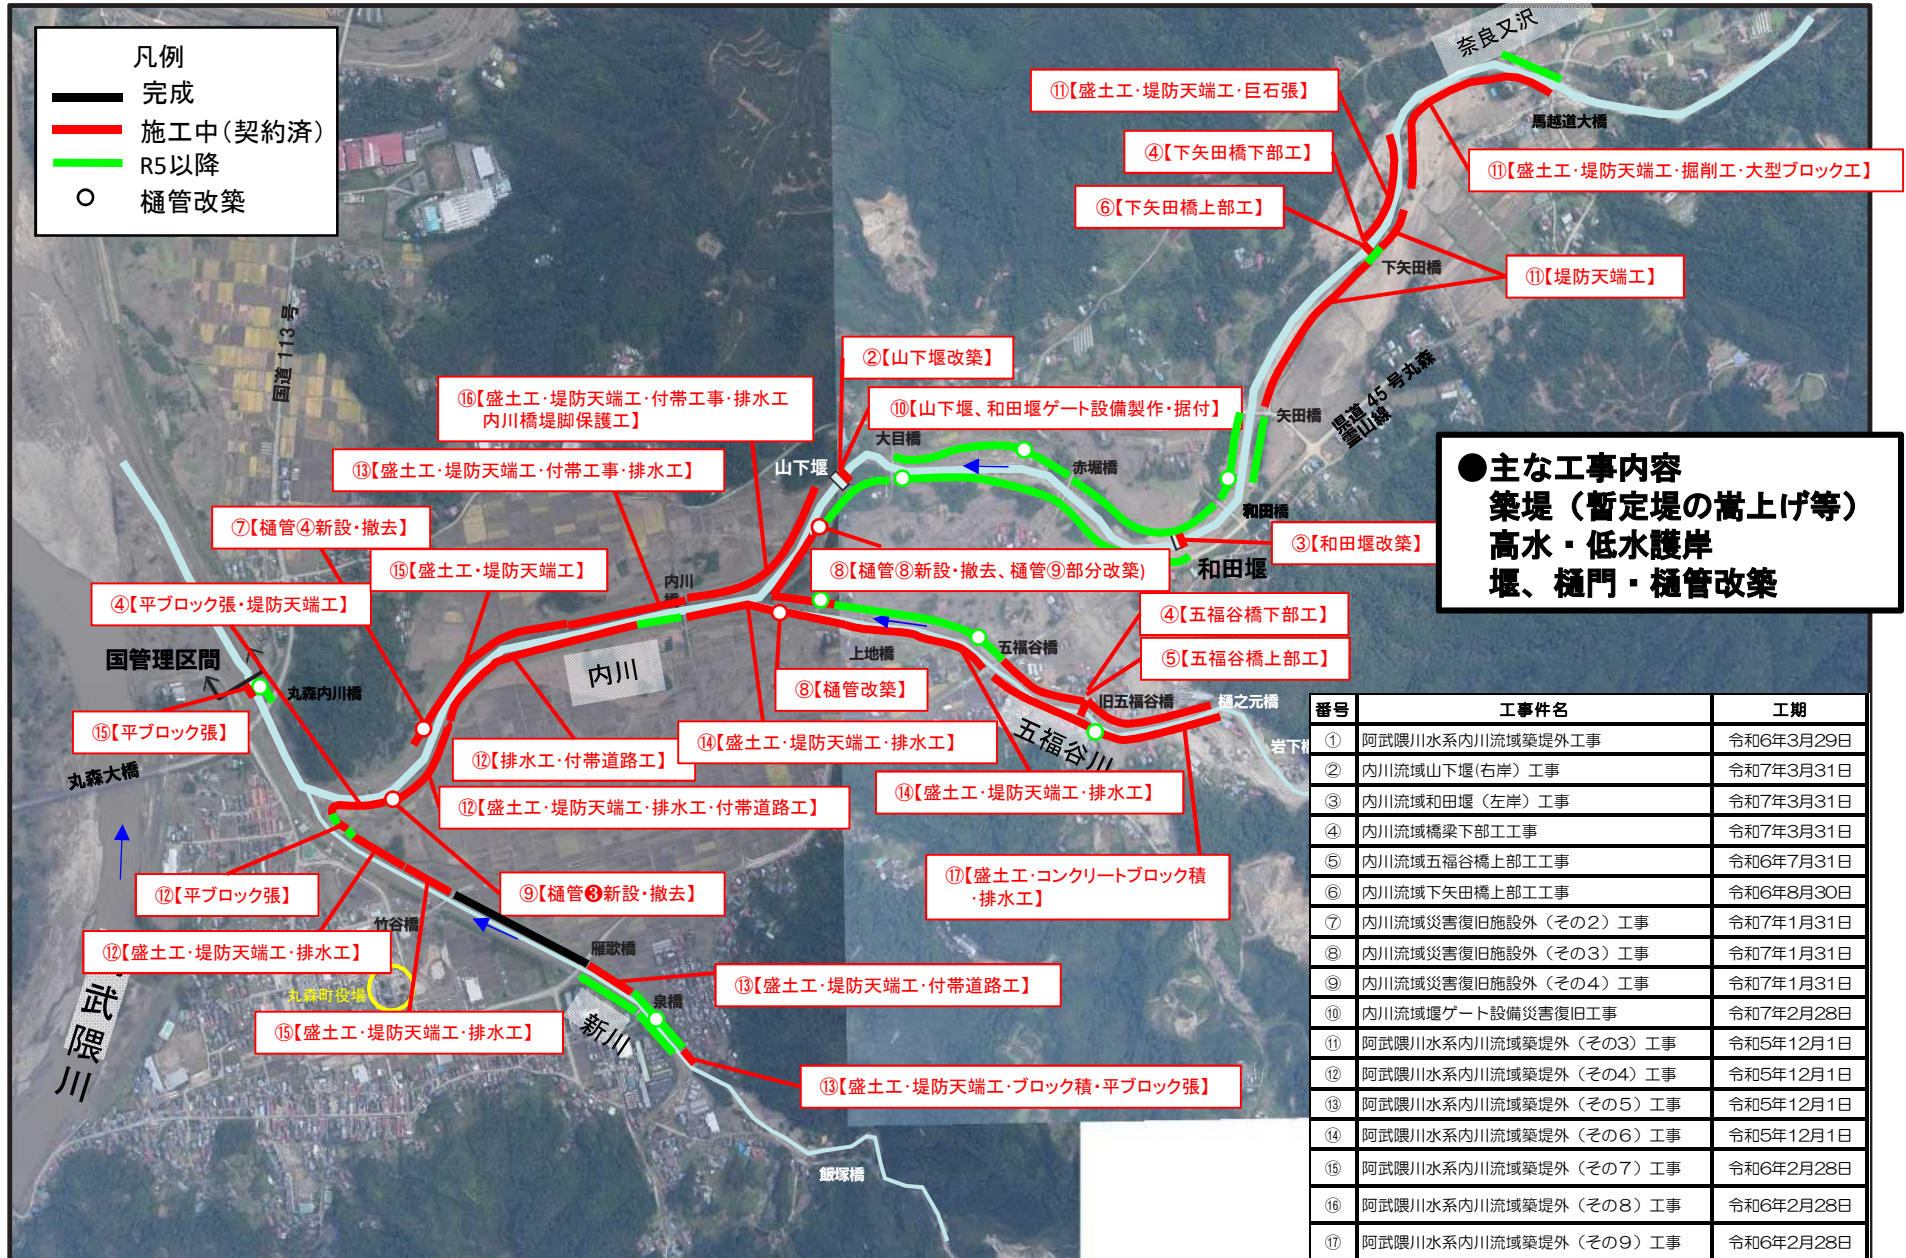 凡例
完成
施工中(契約済)
R5以降
樋管改築
奈良又沢
⑪【盛土工・堤防天端工・巨石張】
馬越道大橋
④【下矢田橋下部工】
⑪【盛土工・堤防天端工・掘削工・大型ブロック工】
⑥【下矢田橋上部工】
下矢田橋
⑪【堤防天端工】
国道113号
②【山下堰改築】
県道45号丸森
霊山線
⑯【盛土工・堤防天端工・付帯工事・排水工
内川橋堤脚保護工】
⑩【山下堰、和田堰ゲート設備製作・据付】
矢田橋
大目橋
⑬【盛土工・堤防天端工・付帯工事・排水工】
山下堰
赤堀橋
●主な工事内容
築堤(暫定堤の嵩上げ等)
高水・低水護岸
堰、樋門・樋管改築
⑦【樋管④新設・撤去】
和田橋
③【和田堰改築】
⑮【盛土工・堤防天端工】
内川
橋
⑧【樋管⑧新設・撤去、樋管⑨部分改築)
和田堰
④【平ブロック張・堤防天端工】
④【五福谷橋下部工】
国管理区間
上地橋
五福谷橋
⑤【五福谷橋上部工】
内川
丸森内川橋
⑧【樋管改築】
旧五福谷橋
樋之元橋
⑮【平ブロック張】
五福谷川
岩下橋
⑫【排水工・付帯道路工】
⑭【盛土工・堤防天端工・排水工】
丸森大橋
⑭【盛土工・堤防天端工・排水工】
⑫【盛土工・堤防天端工・排水工・付帯道路工】
⑫【平ブロック張】
⑨【樋管❸新設・撤去】
⑰【盛土工・コンクリートブロック積
・排水工】
竹谷橋
⑫【盛土工・堤防天端工・排水工】
雁歌橋
⑬【盛土工・堤防天端工・付帯道路工】
丸森町役場
泉橋
武隈川
⑮【盛土工・堤防天端工・排水工】
新川
⑬【盛土工・堤防天端工・ブロック積・平ブロック張】
飯塚橋
番号 工事件名 工期
① 阿武隈川水系内川流域築堤外工事 令和6年3月29日
② 内川流域山下堰(右岸)工事 令和7年3月31日
③ 内川流域和田堰(左岸)工事 令和7年3月31日
④ 内川流域橋梁下部工工事 令和7年3月31日
⑤ 内川流域五福谷橋上部工工事 令和6年7月31日
⑥ 内川流域下矢田橋上部工工事 令和6年8月30日
⑦ 内川流域災害復旧施設外(その2)工事 令和7年1月31日
⑧ 内川流域災害復旧施設外(その3)工事 令和7年1月31日
⑨ 内川流域災害復旧施設外(その4)工事 令和7年1月31日
⑩ 内川流域堰ゲート設備災害復旧工事 令和7年2月28日
⑪ 阿武隈川水系内川流域築堤外(その3)工事 令和5年12月1日
⑫ 阿武隈川水系内川流域築堤外(その4)工事 令和5年12月1日
⑬ 阿武隈川水系内川流域築堤外(その5)工事 令和5年12月1日
⑭ 阿武隈川水系内川流域築堤外(その6)工事 令和5年12月1日
⑮ 阿武隈川水系内川流域築堤外(その7)工事 令和6年2月28日
⑯ 阿武隈川水系内川流域築堤外(その8)工事 令和6年2月28日
⑰ 阿武隈川水系内川流域築堤外(その9)工事 令和6年2月28日